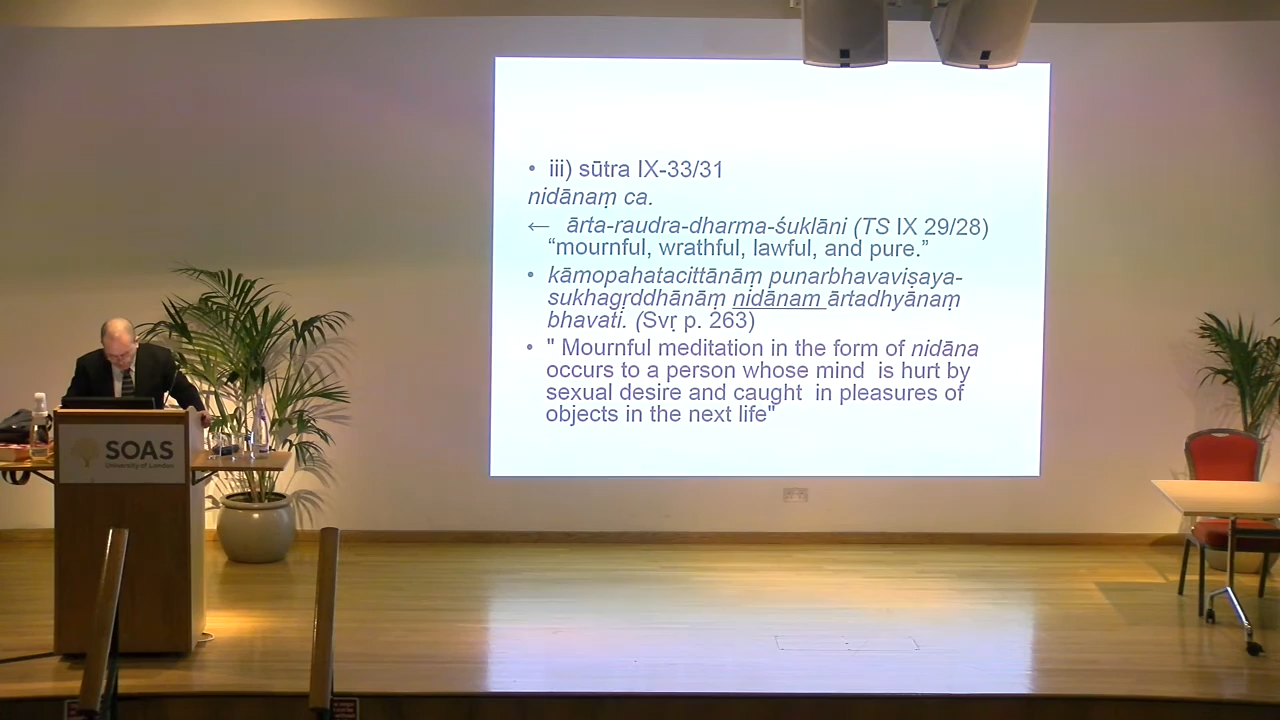 • iii) sūtra IX-33/31
nidānaṃ ca.
← ārta-raudra-dharma-śuklāni (TS IX 29/28)
“mournful, wrathful, lawful, and pure.”
• kāmopahatacittānāṃ punarbhavaviṣaya-
sukhagṛddhānāṃ nidānam ārtadhyānaṃ
bhavati. (Svṛ p. 263)
• " Mournful meditation in the form of nidāna
occurs to a person whose mind is hurt by
sexual desire and caught in pleasures of
objects in the next life"
SOAS
University of London